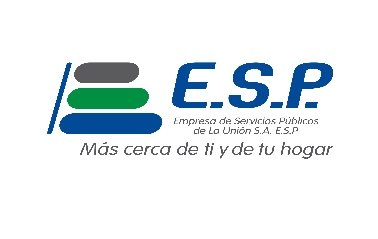 E.S.P.
Empresa de Servicios Públicos
de La Unión S.A. E.S.P
Más cerca de ti y de tu hogar